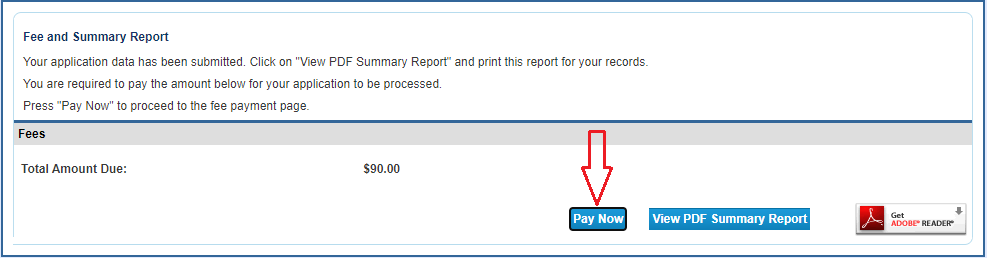 Fee and Summary Report
Your application data has been submitted. Click on "View PDF Summary Report" and print this report for your records.
You are required to pay the amount below for your application to be processed.
Press "Pay Now" to proceed to the fee payment page.
Fees
Total Amount Due: $90.00
Pay Now View PDF Summary Report Get
ADOBE® READER®